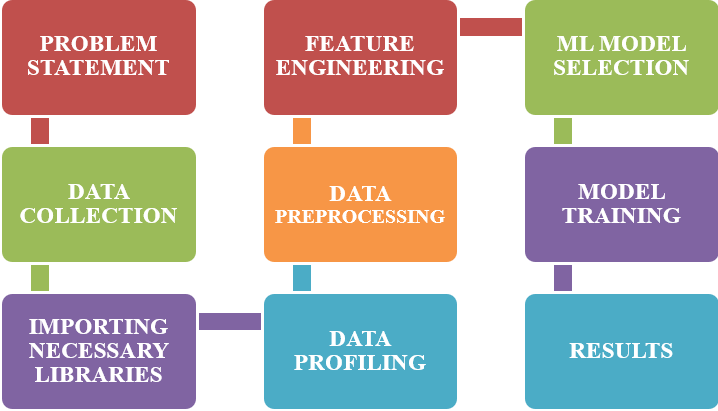 PROBLEM
STATEMENT
DATA
COLLECTION
IMPORTING
NECESSARY
LIBRARIES
DATA
PROFILING
DATA
PREPROCESSING
FEATURE
ENGINEERING
ML MODEL
SELECTION
MODEL
TRAINING
RESULTS